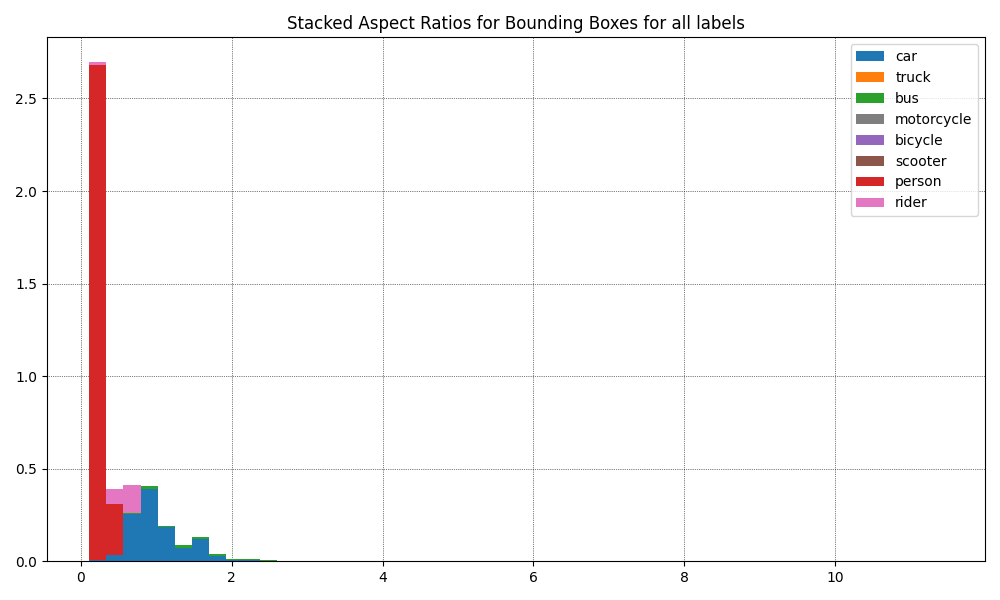 Stacked Aspect Ratios for Bounding Boxes for all labels
2.5
2.0
1.5
1.0
0.5
0.0
0
2
4
6
8
10
car
truck
bus
motorcycle
bicycle
scooter
person
rider